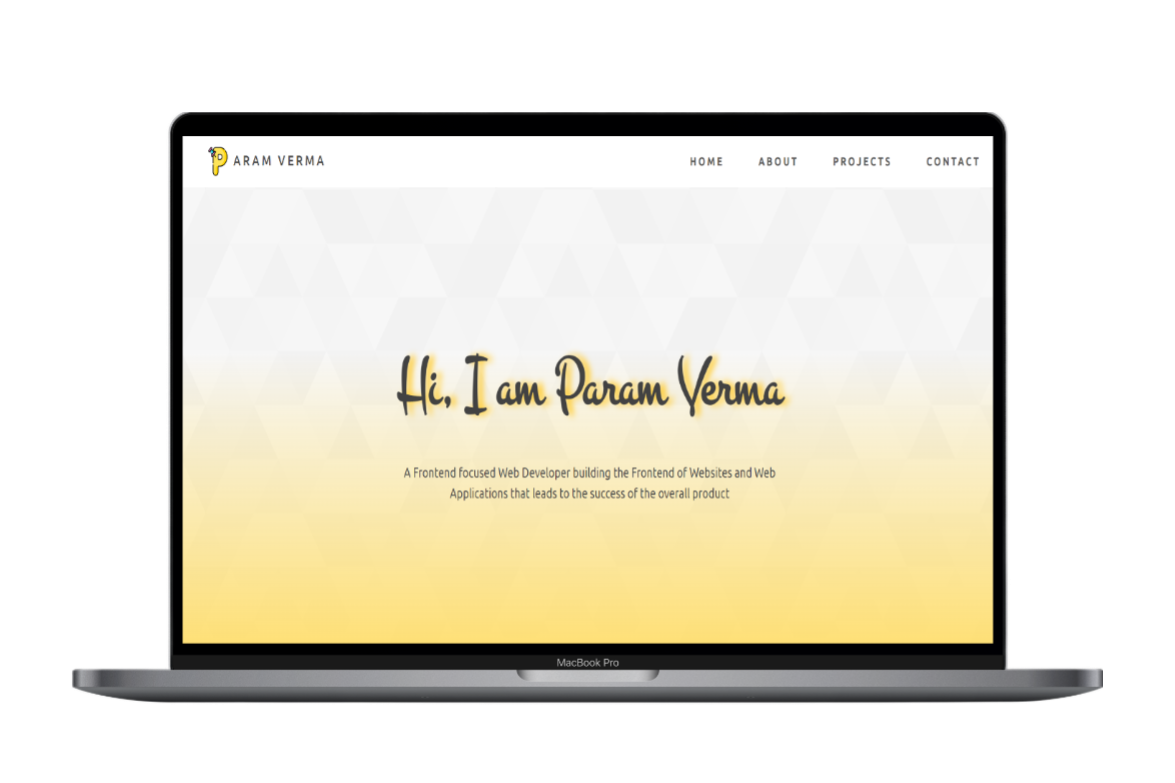 PARAM VERMA
HOME ABOUT PROJECTS CONTACT
Hi, I am Param Verma
A Frontend focused Web Developer building the Frontend of Websites and Web
Applications that leads to the success of the overall product
MacBook Pro